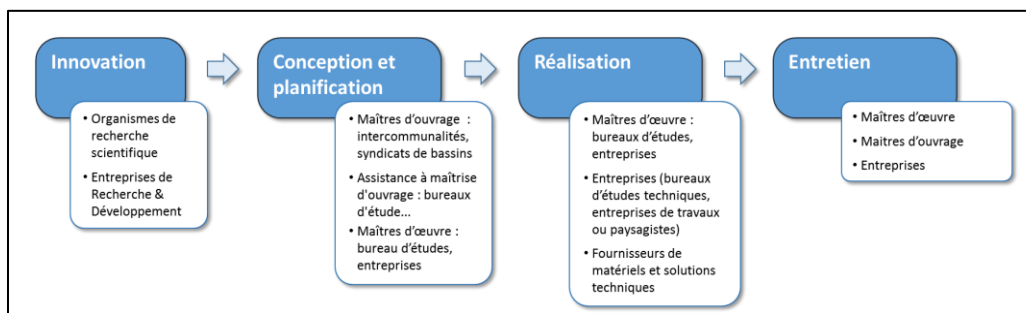 Innovation
• Organismes de
recherche
scientifique
• Entreprises de
Recherche &
Développement
Conception et
planification
• Maîtres d'ouvrage :
intercommunalités,
syndicats de bassins
• Assistance à maîtrise
d'ouvrage : bureaux
d'étude...
• Maîtres d'œuvre :
bureau d'études,
entreprises
Réalisation
• Maîtres d'œuvre :
bureaux d'études,
entreprises
• Entreprises (bureaux
d'études techniques,
entreprises de travaux
ou paysagistes)
• Fournisseurs de
matériels et solutions
techniques
Entretien
• Maîtres d'œuvre
• Maitres d'ouvrage
• Entreprises